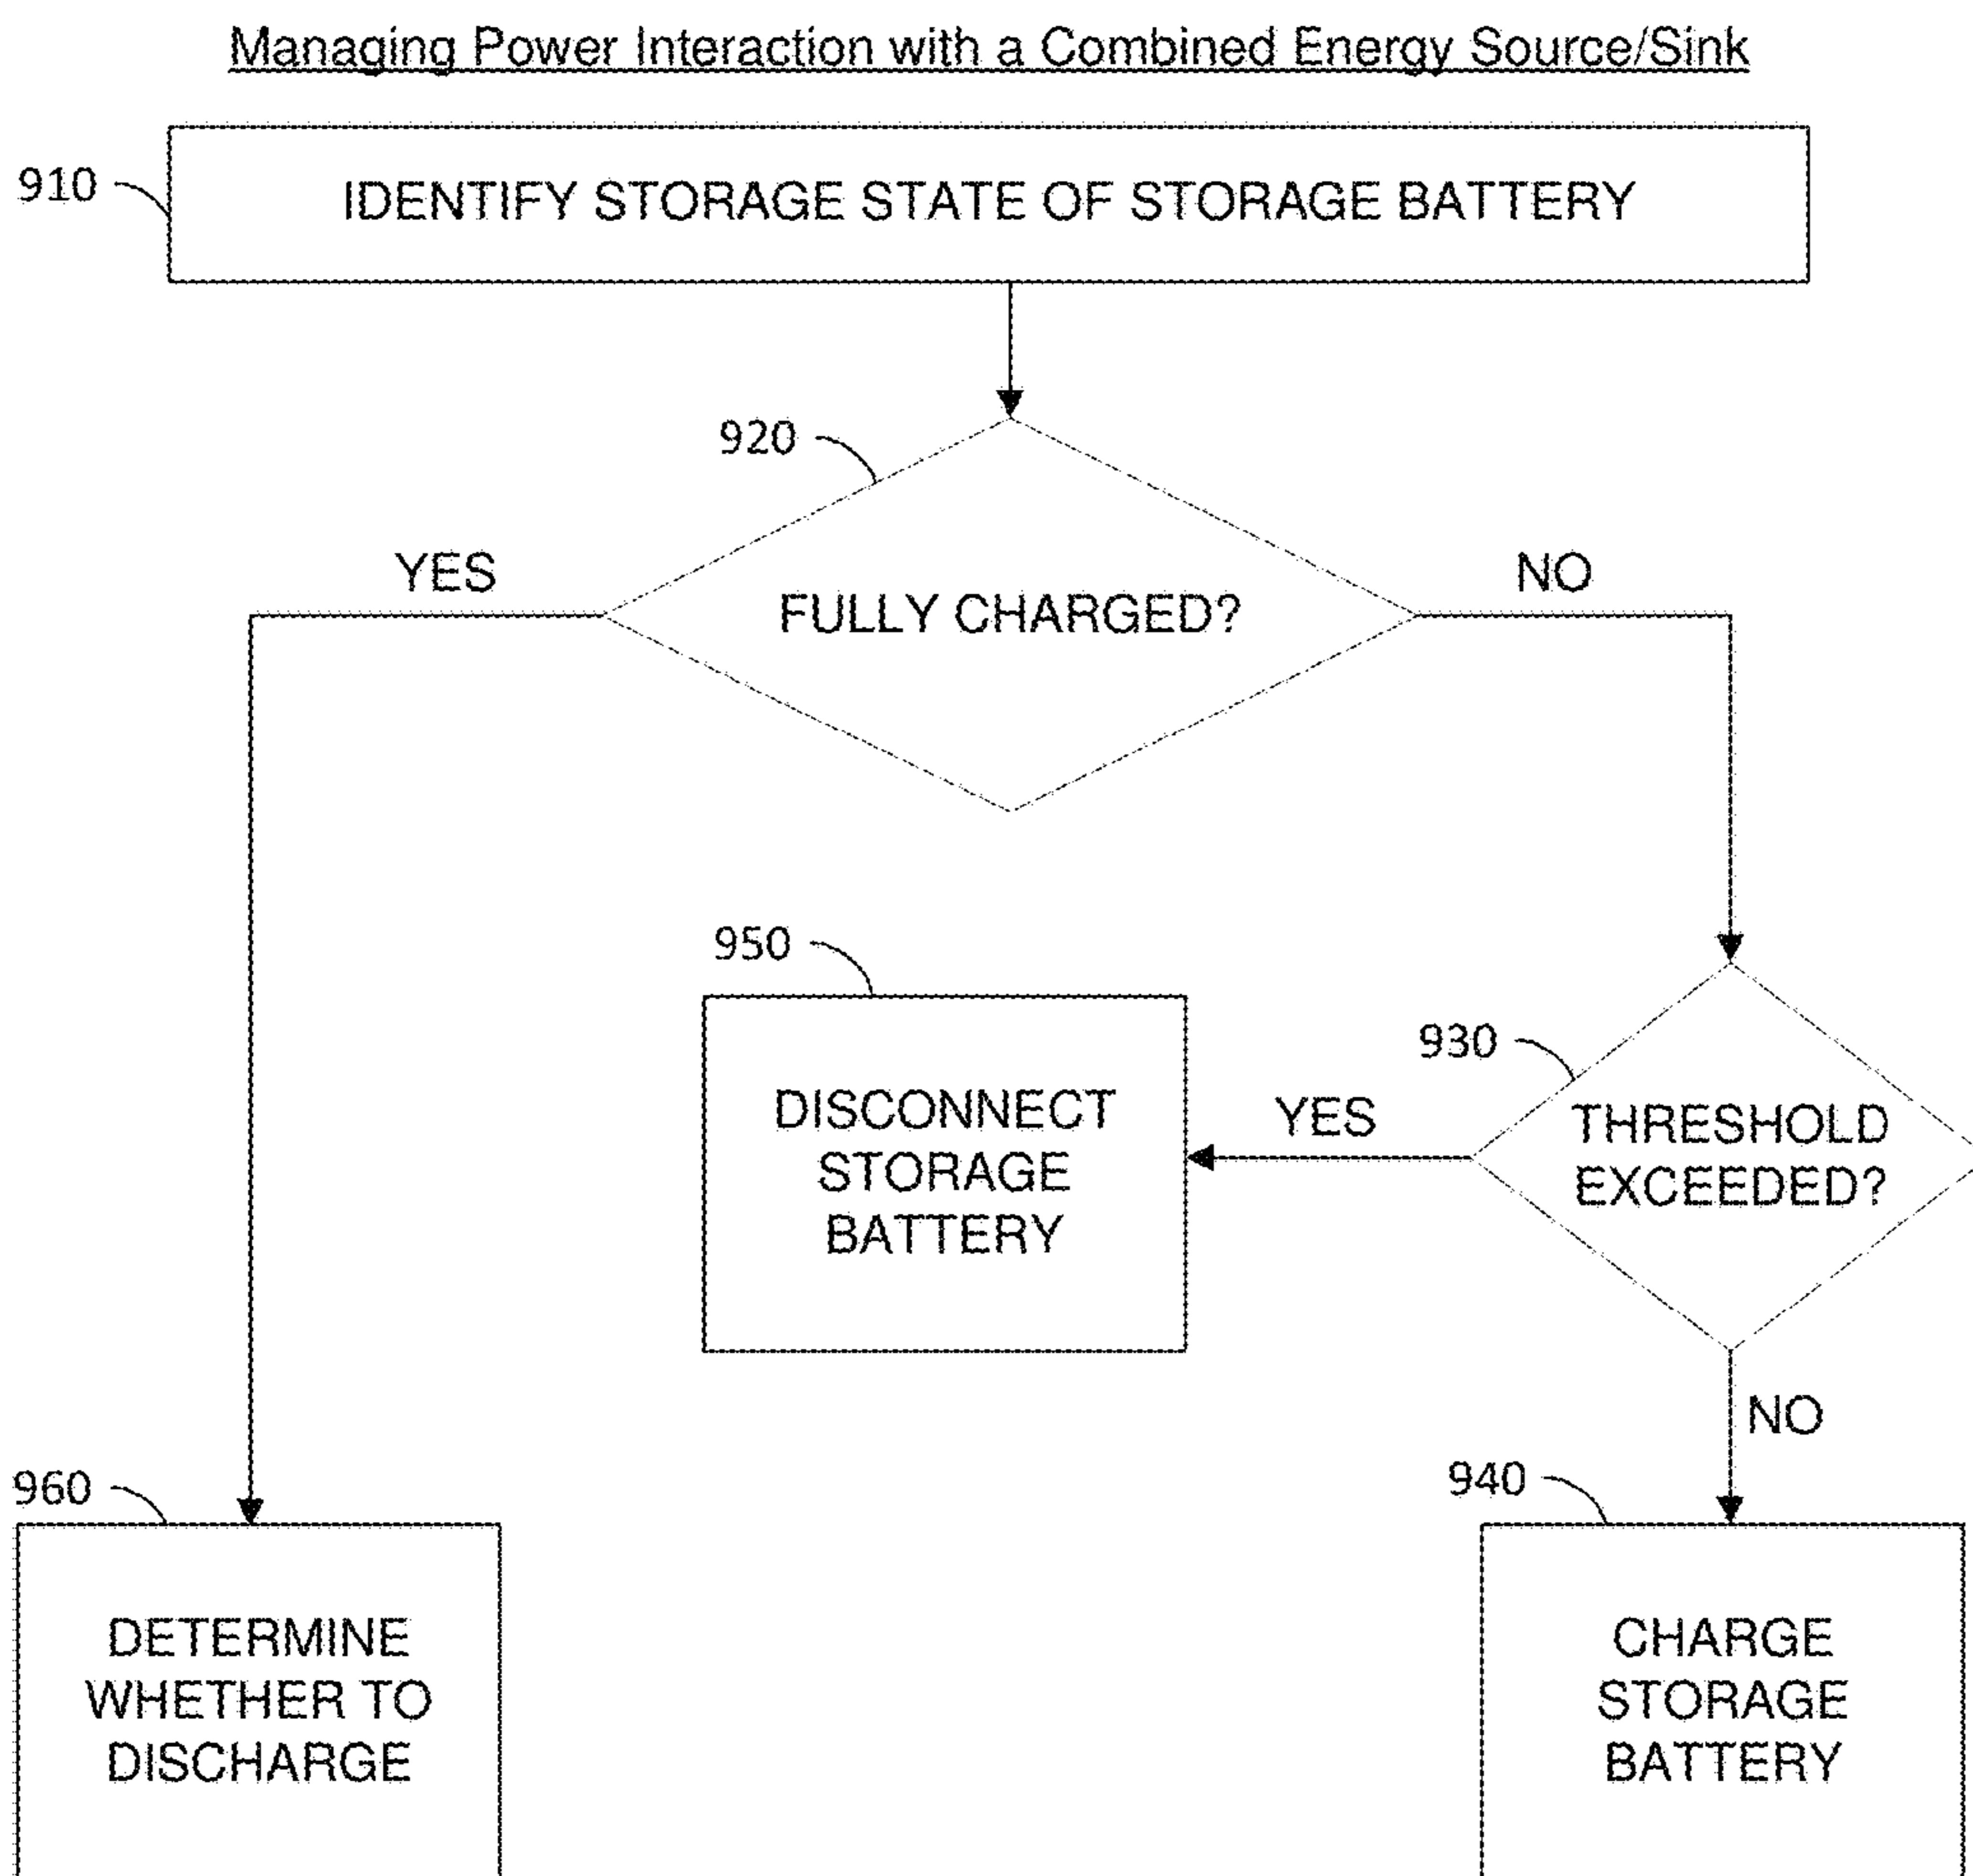 Managing Power Interaction with a Combined Energy Source/Sink
910
IDENTIFY STORAGE STATE OF STORAGE BATTERY
920
YES
NO
FULLY CHARGED?
950
930
DISCONNECT
STORAGE
BATTERY
YES
THRESHOLD
EXCEEDED?
NO
960
940
DETERMINE
WHETHER TO
DISCHARGE
CHARGE
STORAGE
BATTERY